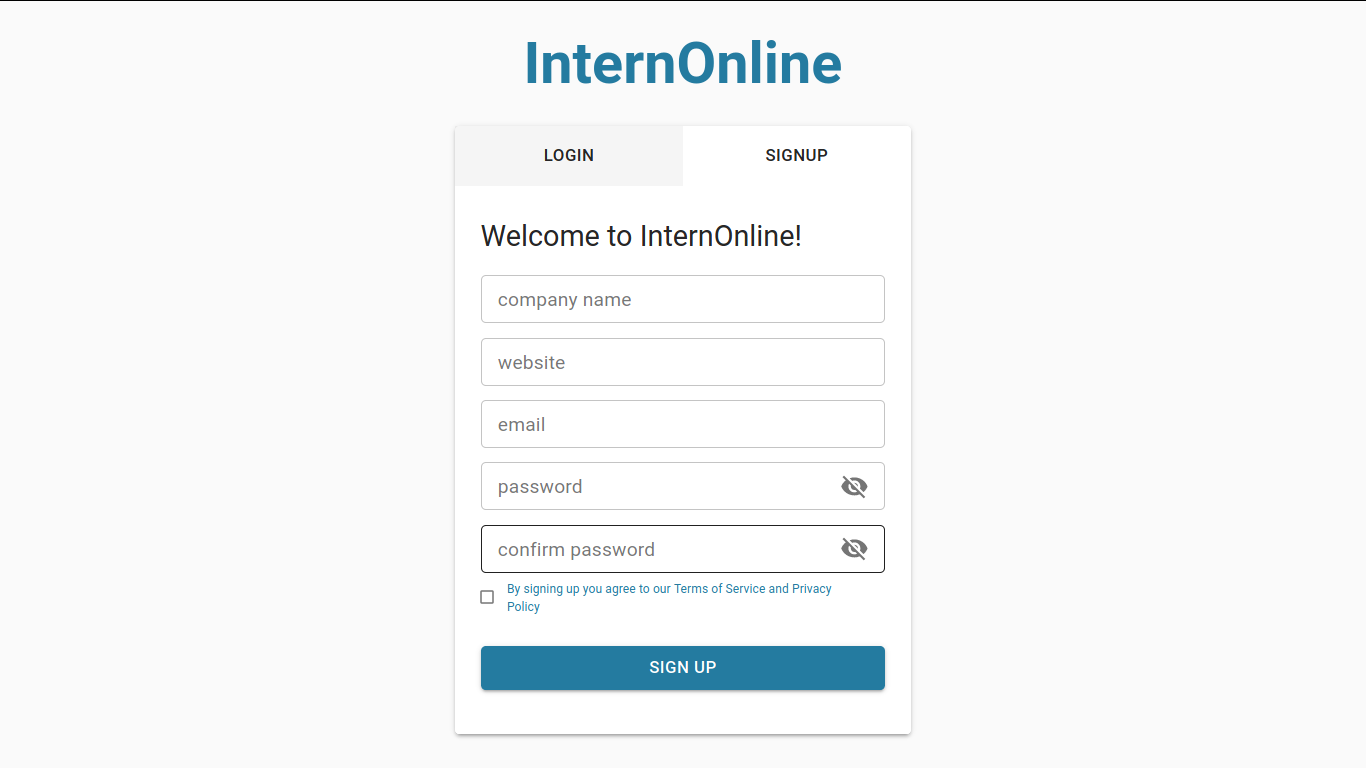 InternOnline
LOGIN
SIGNUP
Welcome to InternOnline!
company name
website
email
password
confirm password
By signing up you agree to our Terms of Service and Privacy
Policy
SIGN UP